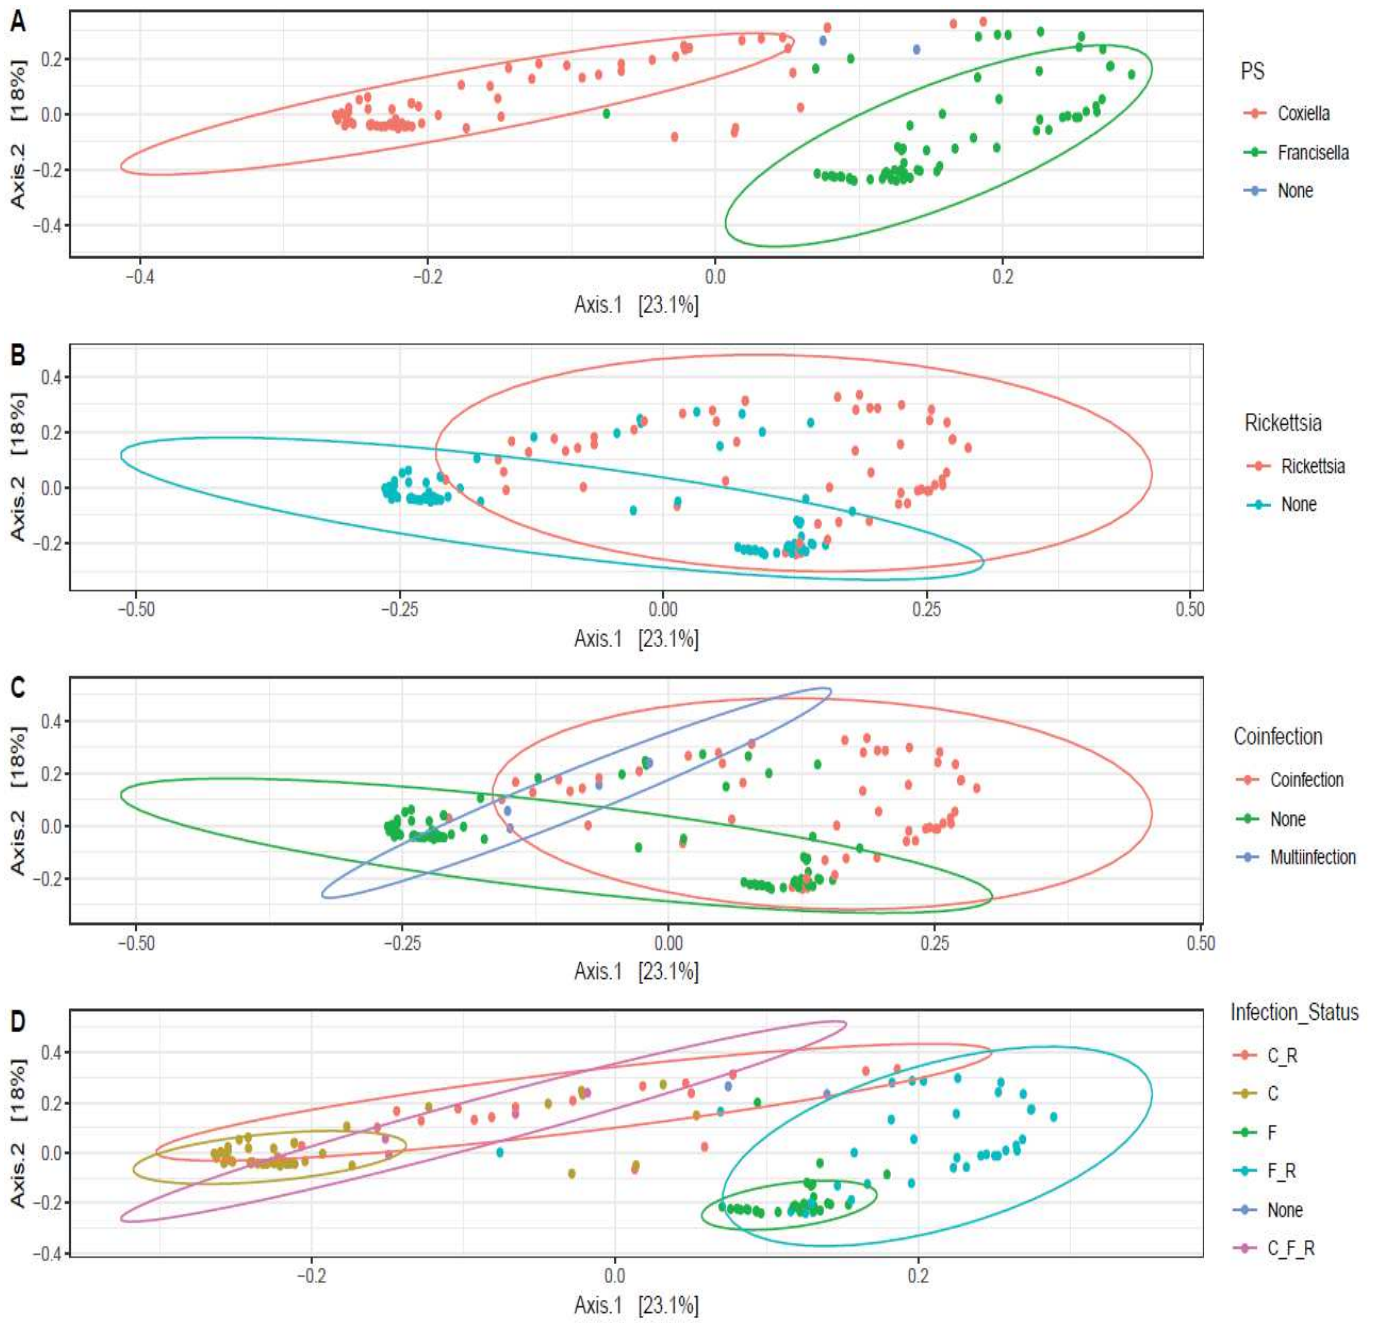 A
Axis.2 [18%]
0.2
0.0
−0.2
−0.4
−0.4
−0.2
0.0
0.2
Axis.1 [23.1%]
PS
Coxiella
Francisella
None
B
Axis.2 [18%]
0.4
0.2
0.0
−0.2
−0.50
−0.25
0.00
0.25
0.50
Axis.1 [23.1%]
Rickettsia
Rickettsia
None
C
Axis.2 [18%]
0.4
0.2
0.0
−0.2
−0.50
−0.25
0.00
0.25
0.50
Axis.1 [23.1%]
Coinfection
Coinfection
None
Multiinfection
D
Axis.2 [18%]
0.4
0.2
0.0
−0.2
−0.4
−0.2
0.0
0.2
Axis.1 [23.1%]
Infection_Status
C_R
C
F
F_R
None
C_F_R